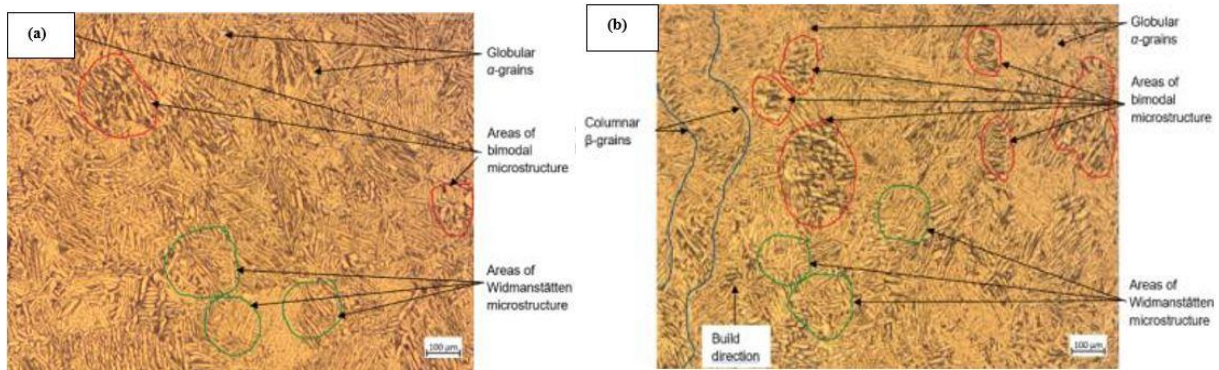 (a)
Globular
α-grains
Areas of
bimodal
microstructure
Areas of
Widmanstätten
microstructure
100 µm
(b)
Globular
α-grains
Areas of
bimodal
microstructure
Columnar
β-grains
Areas of
Widmanstätten
microstructure
Build
direction
100 µm